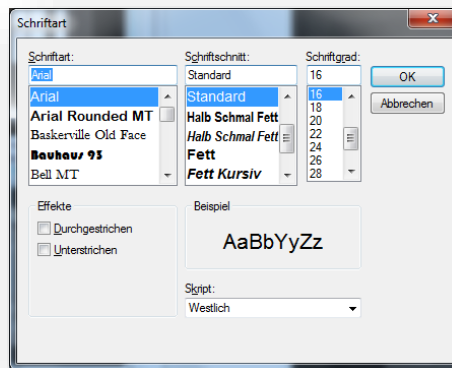 Schriftart
Schriftart:
Arial
Arial
Arial Rounded MT
Baskerville Old Face
Bauhaus 93
Bell MT
Schriftschnitt:
Standard
Standard
Halb Schmal Fett
Halb Schmal Fett
Fett
Fett Kursiv
Schriftgrad:
16
16
18
20
22
24
26
28
OK
Abbrechen
Effekte
Durchgestrichen
Unterstrichen
Beispiel
AaBbYyZz
Skript:
Westlich